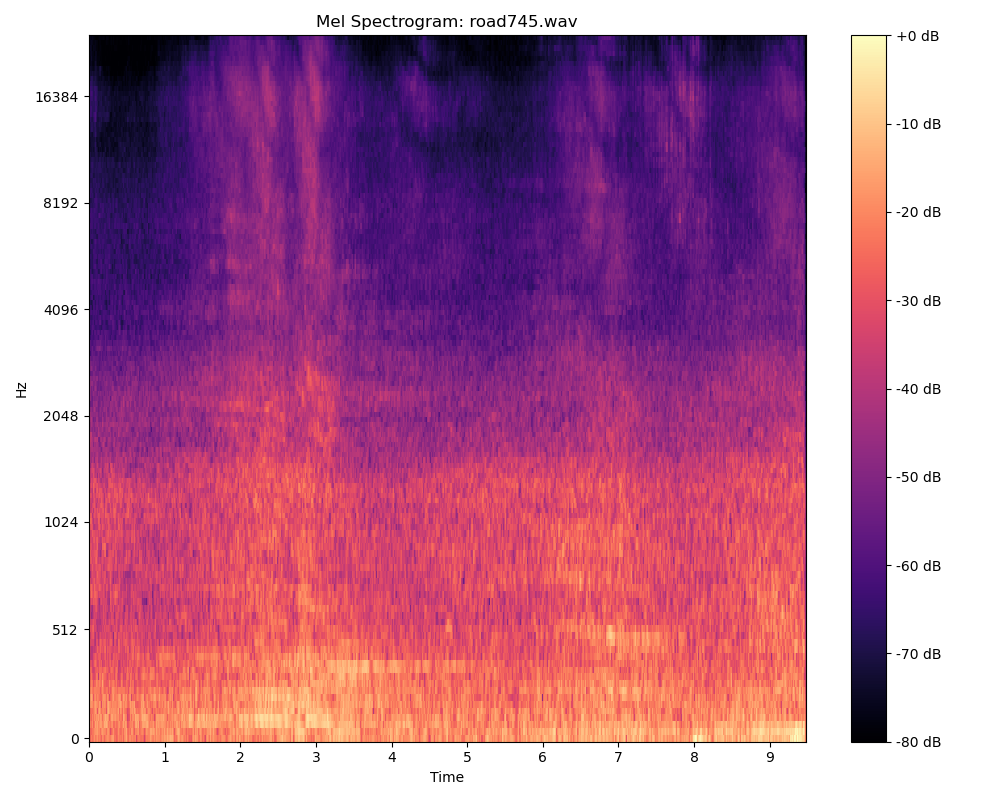 Mel Spectrogram: road745.wav
+0 dB
16384
-10 dB
8192
-20 dB
4096
-30 dB
Hz
-40 dB
2048
-50 dB
1024
-60 dB
512
-70 dB
0
-80 dB
0 1 2 3 4 5 6 7 8 9
Time